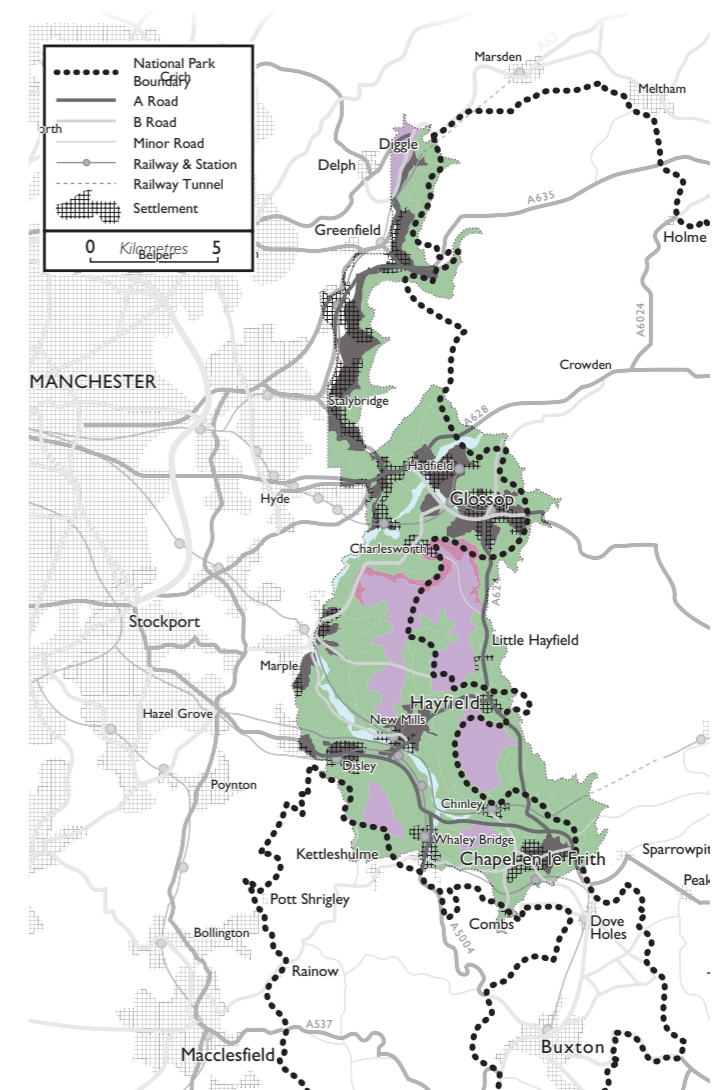 National Park
Boundary
Crich
A Road
orth
B Road
Minor Road
Railway & Station
Railway Tunnel
Settlement
0 Kilometres 5
Belper
A62
Marsden
Meltham
Diggle
Delph
A635
Greenfield
Holme
A6024
Crowden
MANCHESTER
Stalybridge
A628
Hadfield
Hyde
Glossop
Charlesworth
A624
Stockport
Little Hayfield
Marple
Hayfield
Hazel Grove
New Mills
Disley
Poynton
Chinley
Whaley Bridge
Kettleshulme
Chapel-en-le-Frith
Sparrowpit
Peak
Pott Shrigley
Combs
Dove
Holes
A5004
Bollington
Rainow
A537
Buxton
Macclesfield